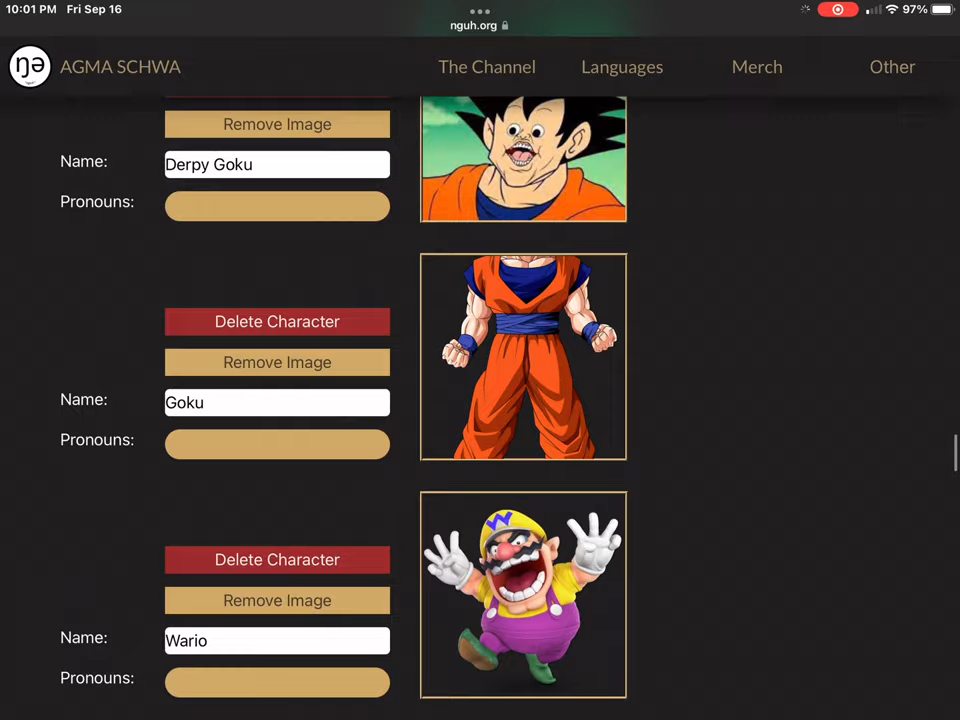 10:01 PM Fri Sep 16
97%
nguh.org
ŋə
AGMA SCHWA
The Channel
Languages
Merch
Other
Remove Image
Name:
Derpy Goku
Pronouns:
Delete Character
Remove Image
Name:
Goku
Pronouns:
Delete Character
Remove Image
Name:
Wario
Pronouns:
W